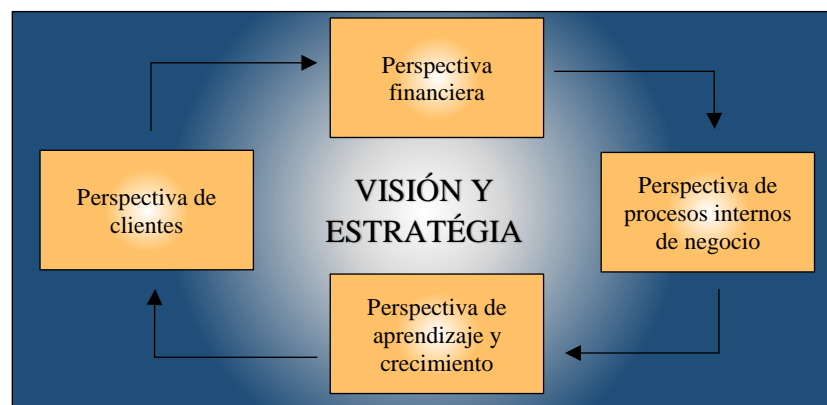 Perspectiva
financiera
Perspectiva de
clientes
VISIÓN Y
ESTRATÉGIA
Perspectiva de
procesos internos
de negocio
Perspectiva de
aprendizaje y
crecimiento